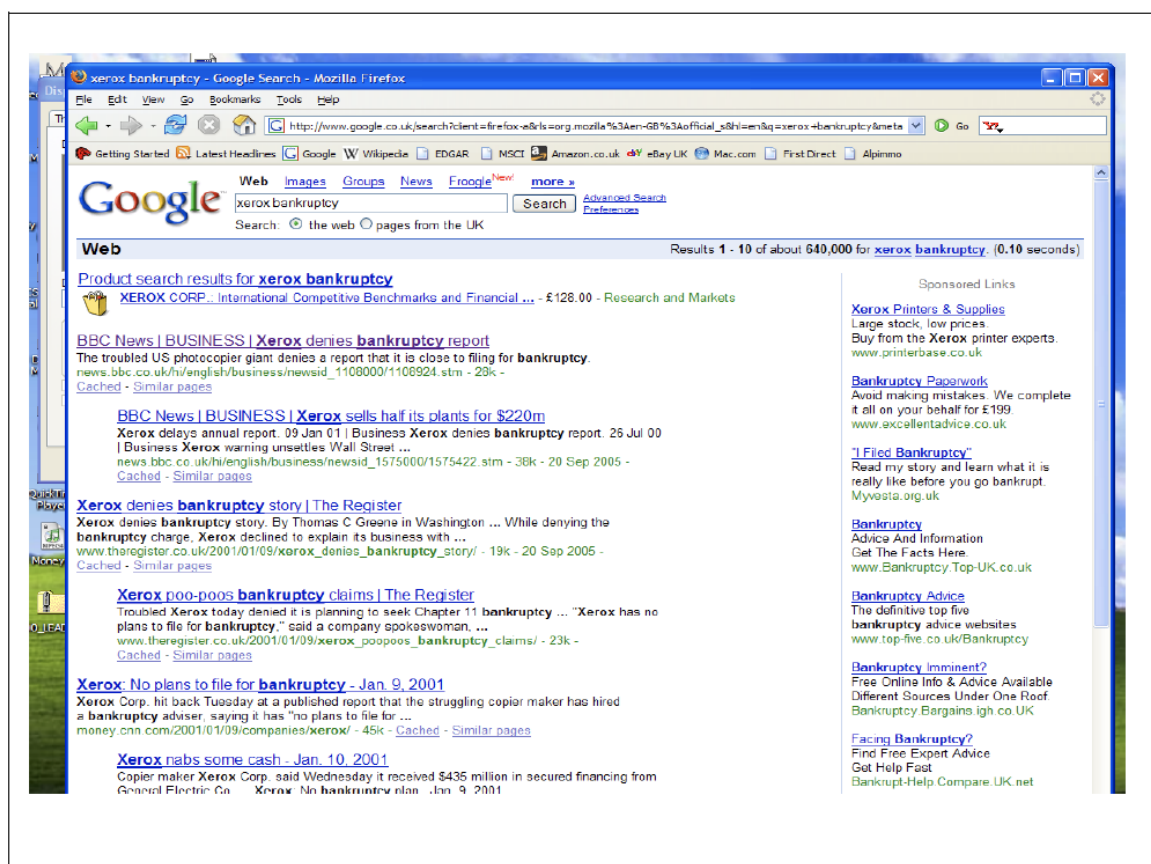 xerox bankruptcy - Google Search - Mozilla Firefox
File Edit View Go Bookmarks Tools Help
http://www.google.co.uk/search?client=firefox-a&rls=org.mozilla%3Aen-GB%3Aofficial_s&hl=en&q=xerox+bankruptcy&meta Go
Getting Started Latest Headlines Google Wikipedia EDGAR NSCI Amazon.co.uk eBay UK Mac.com First Direct Alpimmo
Web Images Groups News Froogle New! more »
Google
xerox bankruptcy Search Advanced Search
Preferences
Search: the web pages from the UK
Web Results 1 - 10 of about 640,000 for xerox bankruptcy. (0.10 seconds)
Product search results for xerox bankruptcy
XEROX CORP.: International Competitive Benchmarks and Financial ... - £128.00 - Research and Markets
BBC News | BUSINESS | Xerox denies bankruptcy report
The troubled US photocopier giant denies a report that it is close to filing for bankruptcy.
news.bbc.co.uk/hi/english/business/newsid_1108000/1108924.stm - 28k -
Cached - Similar pages
BBC News | BUSINESS | Xerox sells half its plants for $220m
Xerox delays annual report. 09 Jan 01 | Business Xerox denies bankruptcy report. 26 Jul 00
| Business Xerox warning unsettles Wall Street ...
news.bbc.co.uk/hi/english/business/newsid_1575000/1575422.stm - 38k - 20 Sep 2005 -
Cached - Similar pages
Xerox denies bankruptcy story | The Register
Xerox denies bankruptcy story. By Thomas C Greene in Washington ... While denying the
bankruptcy charge, Xerox declined to explain its business with ...
www.theregister.co.uk/2001/01/09/xerox_denies_bankruptcy_story/ - 19k - 20 Sep 2005 -
Cached - Similar pages
Xerox poo-poos bankruptcy claims | The Register
Troubled Xerox today denied it is planning to seek Chapter 11 bankruptcy ... "Xerox has no
plans to file for bankruptcy," said a company spokeswoman, ...
www.theregister.co.uk/2001/01/09/xerox_poopoos_bankruptcy_claims/ - 23k -
Cached - Similar pages
Xerox: No plans to file for bankruptcy - Jan. 9, 2001
Xerox Corp. hit back Tuesday at a published report that the struggling copier maker has hired
a bankruptcy adviser, saying it has "no plans to file for ...
money.cnn.com/2001/01/09/companies/xerox/ - 45k - Cached - Similar pages
Xerox nabs some cash - Jan. 10, 2001
Copier maker Xerox Corp. said Wednesday it received $435 million in secured financing from
General Electric Co. ... Xerox: No bankruptcy plan. Jan. 9, 2001
Sponsored Links
Xerox Printers & Supplies
Large stock, low prices.
Buy from the Xerox printer experts.
www.printerbase.co.uk
Bankruptcy Paperwork
Avoid making mistakes. We complete
it all on your behalf for £199.
www.excellentadvice.co.uk
"I Filed Bankruptcy"
Read my story and learn what it is
really like before you go bankrupt.
Myvesta.org.uk
Bankruptcy
Advice And Information
Get The Facts Here.
www.Bankruptcy.Top-UK.co.uk
Bankruptcy Advice
The definitive top five
bankruptcy advice websites
www.top-five.co.uk/Bankruptcy
Bankruptcy Imminent?
Free Online Info & Advice Available
Different Sources Under One Roof.
Bankruptcy.Bargains.igh.co.UK
Facing Bankruptcy?
Find Free Expert Advice
Get Help Fast
Bankrupt-Help.Compare.UK.net
Money